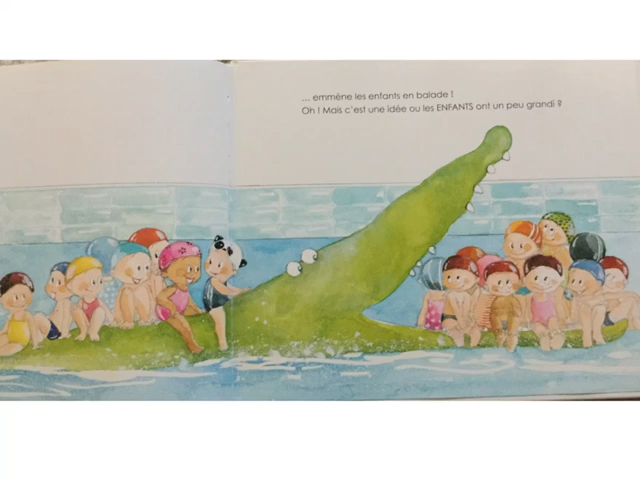 ... emmène les enfants en balade !
Oh ! Mais c'est une idée ou les ENFANTS ont un peu grandi ?